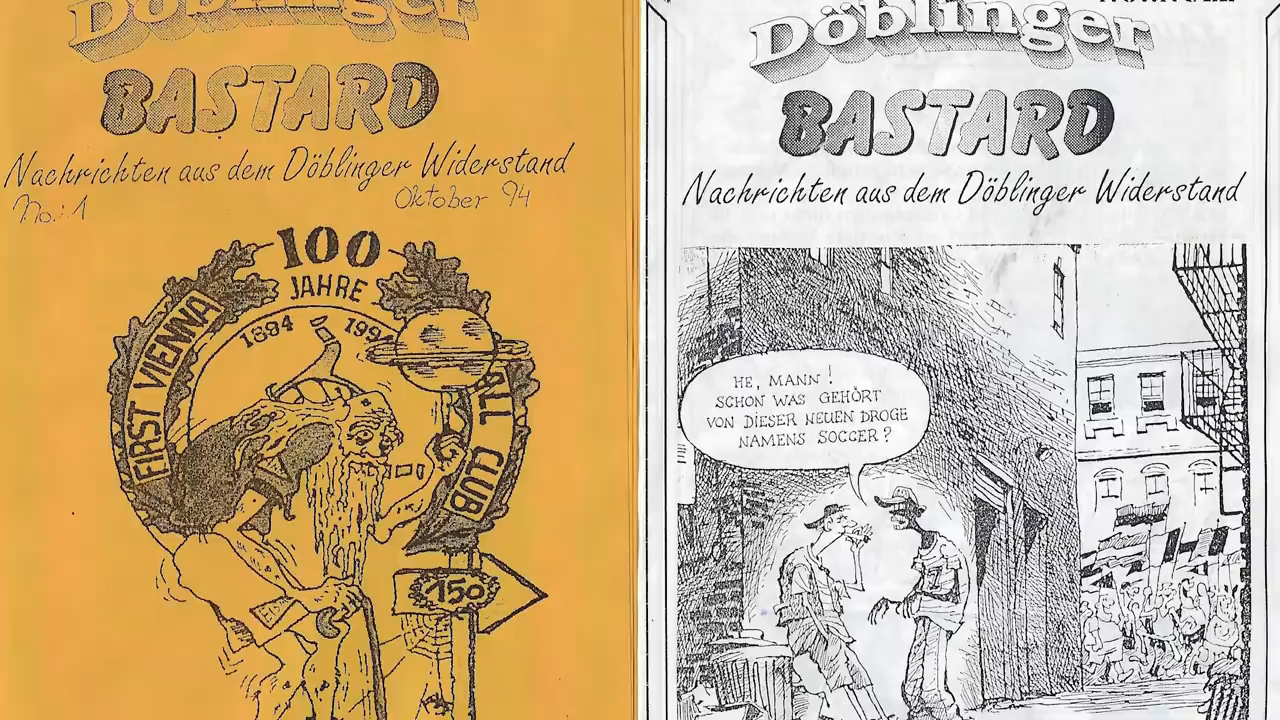 Döblinger
BASTARD
Nachrichten aus dem Döblinger Widerstand
No.: 1
Oktober 94
100
JAHRE
1894
FIRST VIENNA
CLUB
150
Döblinger
BASTARD
Nachrichten aus dem Döblinger Widerstand
HE, MANN!
SCHON WAS GEHÖRT
VON DIESER NEUEN DROGE
NAMENS SOCCER?